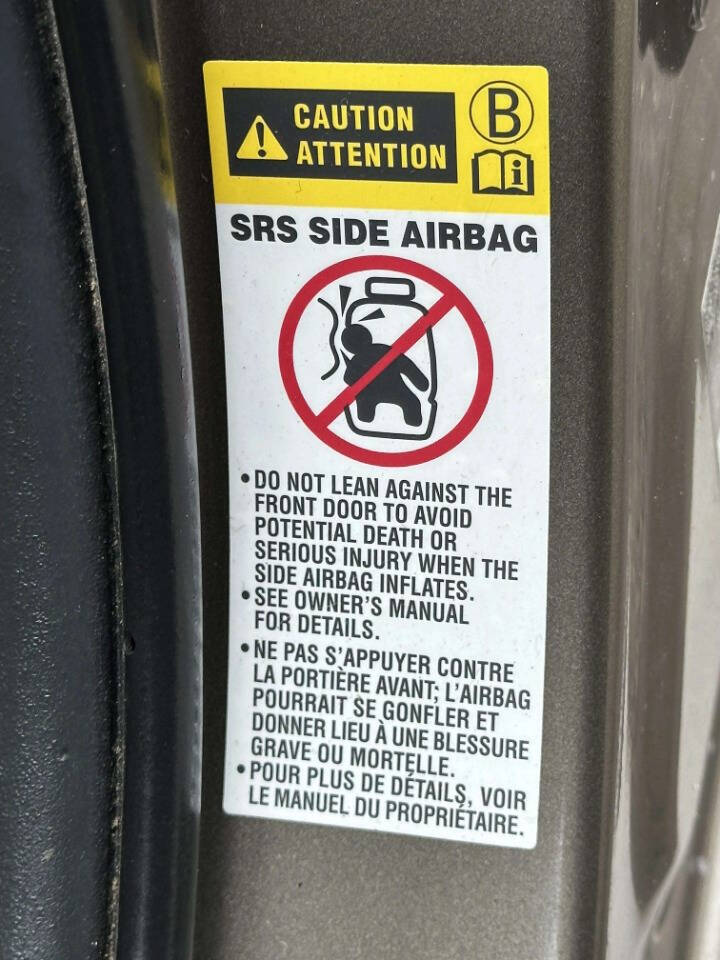 CAUTION
ATTENTION
B
i
SRS SIDE AIRBAG
• DO NOT LEAN AGAINST THE
FRONT DOOR TO AVOID
POTENTIAL DEATH OR
SERIOUS INJURY WHEN THE
SIDE AIRBAG INFLATES.
• SEE OWNER'S MANUAL
FOR DETAILS.
• NE PAS S'APPUYER CONTRE
LA PORTIÈRE AVANT; L'AIRBAG
POURRAIT SE GONFLER ET
DONNER LIEU À UNE BLESSURE
GRAVE OU MORTELLE.
• POUR PLUS DE DÉTAILS, VOIR
LE MANUEL DU PROPRIÉTAIRE.